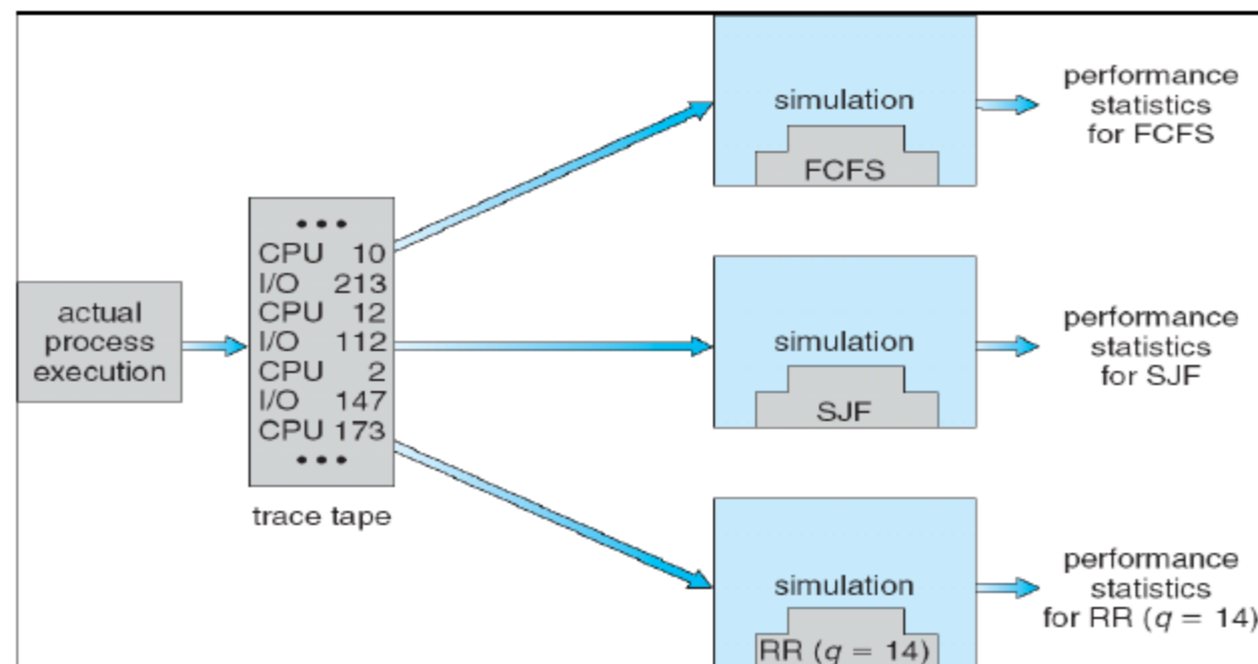 actual
process
execution
• • •
CPU 10
I/O 213
CPU 12
I/O 112
CPU 2
I/O 147
CPU 173
• • •
trace tape
simulation
FCFS
performance
statistics
for FCFS
simulation
SJF
performance
statistics
for SJF
simulation
RR (q = 14)
performance
statistics
for RR (q = 14)